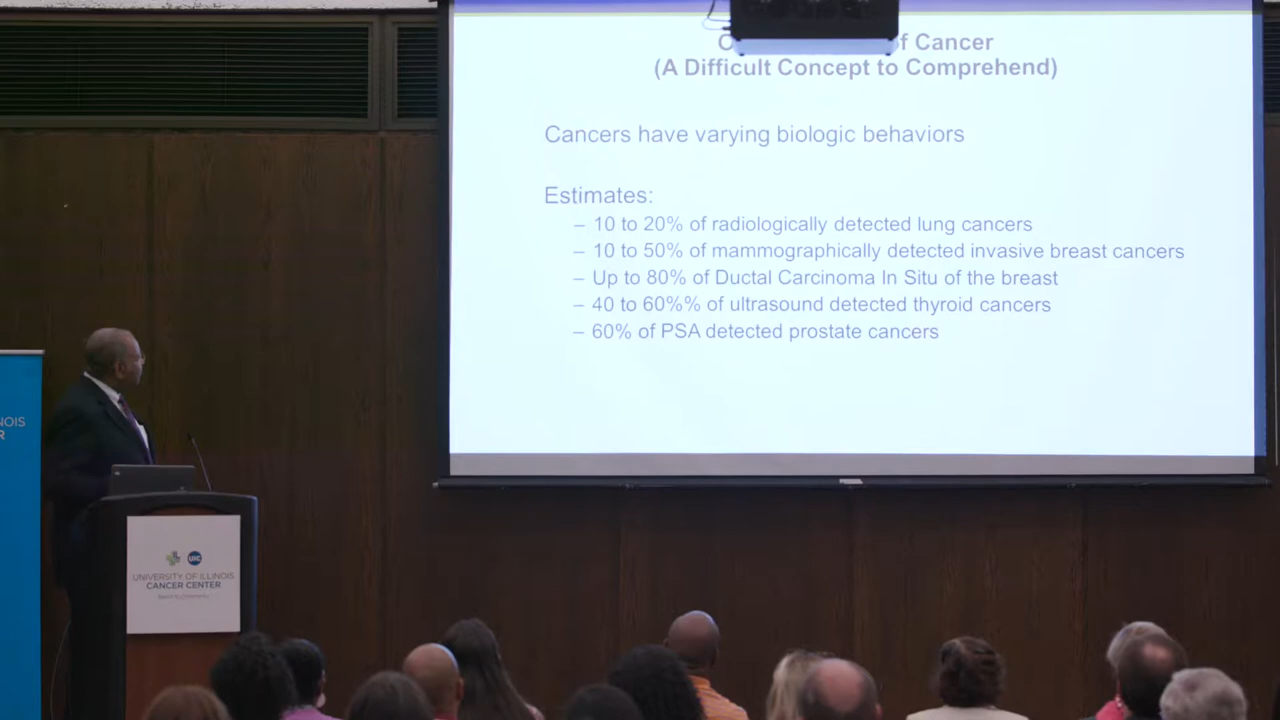 of Cancer
(A Difficult Concept to Comprehend)
Cancers have varying biologic behaviors
Estimates:
– 10 to 20% of radiologically detected lung cancers
– 10 to 50% of mammographically detected invasive breast cancers
– Up to 80% of Ductal Carcinoma In Situ of the breast
– 40 to 60%% of ultrasound detected thyroid cancers
– 60% of PSA detected prostate cancers
UIC
UNIVERSITY OF ILLINOIS
CANCER CENTER